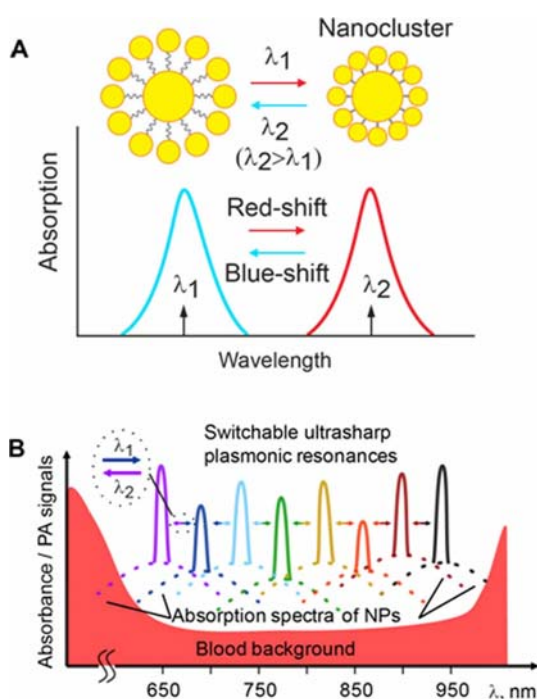 A
Nanocluster
λ1
λ2
(λ2>λ1)
Absorption
Red-shift
Blue-shift
λ1
λ2
Wavelength
B
λ1
λ2
Switchable ultrasharp
plasmonic resonances
Absorbance / PA signals
Absorption spectra of NPs
Blood background
650 750 850 950 λ, nm